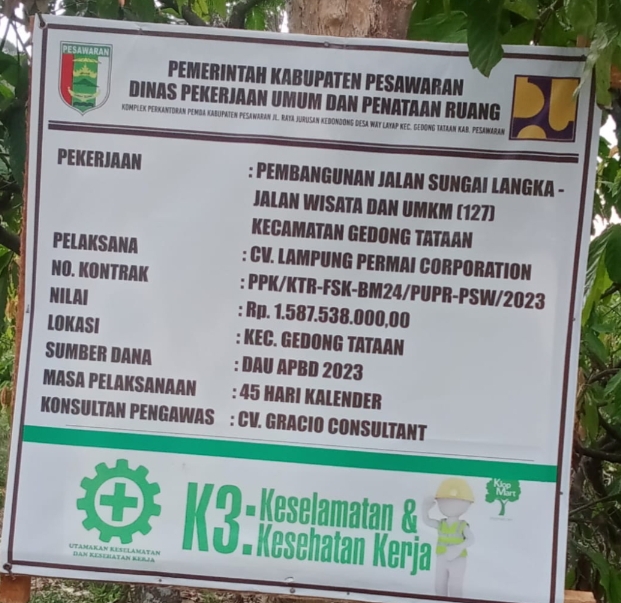 PESAWARAN
PEMERINTAH KABUPATEN PESAWARAN
DINAS PEKERJAAN UMUM DAN PENATAAN RUANG
KOMPLEK PERKANTORAN PEMDA KABUPATEN PESAWARAN JL. RAYA JURUSAN KEDONDONG DESA WAY LAYAP KEC. GEDONG TATAAN KAB. PESAWARAN
PEKERJAAN : PEMBANGUNAN JALAN SUNGAI LANGKA -
JALAN WISATA DAN UMKM (127)
KECAMATAN GEDONG TATAAN
PELAKSANA : CV. LAMPUNG PERMAI CORPORATION
NO. KONTRAK : PPK/KTR-FSK-BM24/PUPR-PSW/2023
NILAI : Rp. 1.587.538.000,00
LOKASI : KEC. GEDONG TATAAN
SUMBER DANA : DAU APBD 2023
MASA PELAKSANAAN : 45 HARI KALENDER
KONSULTAN PENGAWAS : CV. GRACIO CONSULTANT
UTAMAKAN KESELAMATAN
DAN KESEHATAN KERJA
K3: Keselamatan &
Kesehatan Kerja
Kiop
Mart